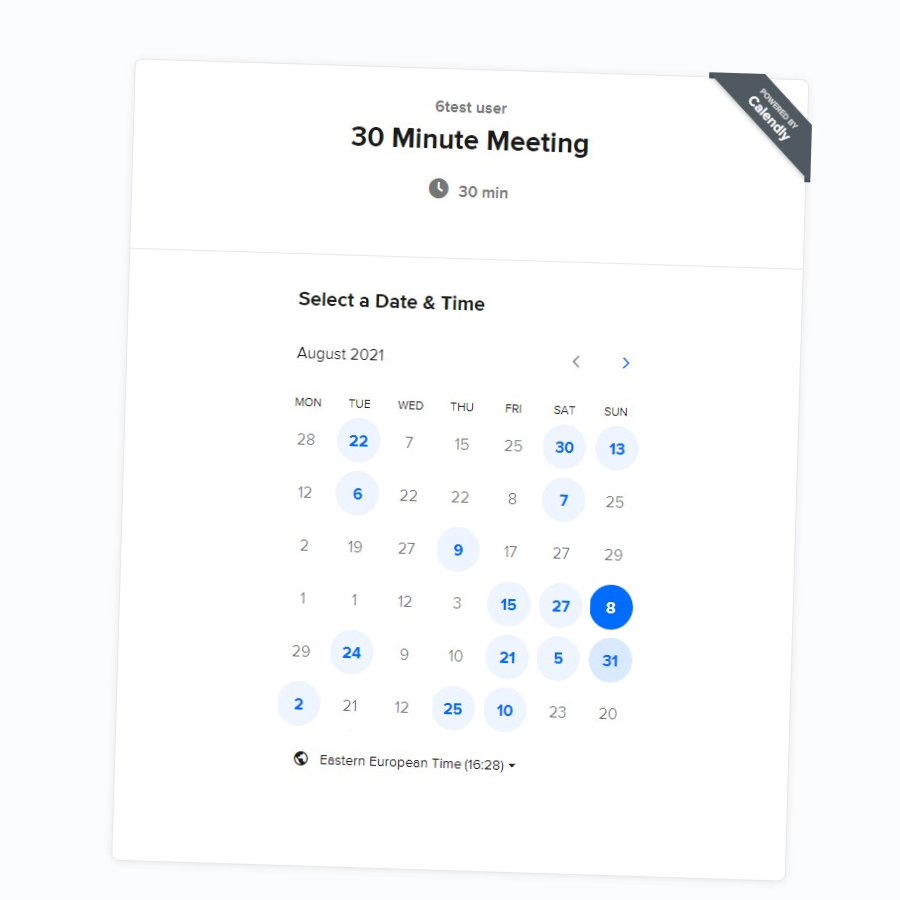 6test user
30 Minute Meeting
30 min
POWERED BY
Calendly
Select a Date & Time
August 2021
MON TUE WED THU FRI SAT SUN
28 22 7 15 25 30 13
12 6 22 22 8 7 25
2 19 27 9 17 27 29
1 1 12 3 15 27 8
29 24 9 10 21 5 31
2 21 12 25 10 23 20
Eastern European Time (16:28)